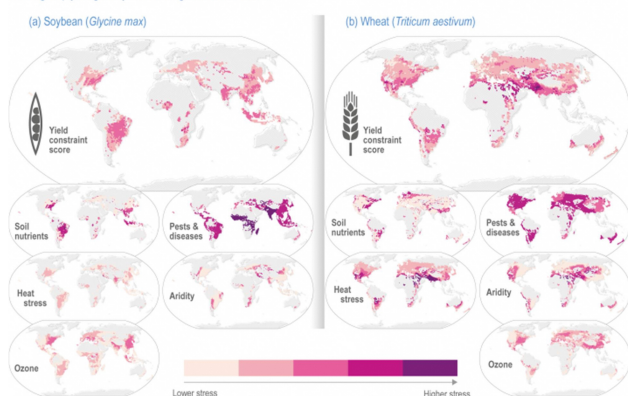 (a) Soybean (Glycine max)
Yield
constraint
score
Soil
nutrients
Pests &
diseases
Heat
stress
Aridity
Ozone
(b) Wheat (Triticum aestivum)
Yield
constraint
score
Soil
nutrients
Pests &
diseases
Heat
stress
Aridity
Ozone
Lower stress
Higher stress